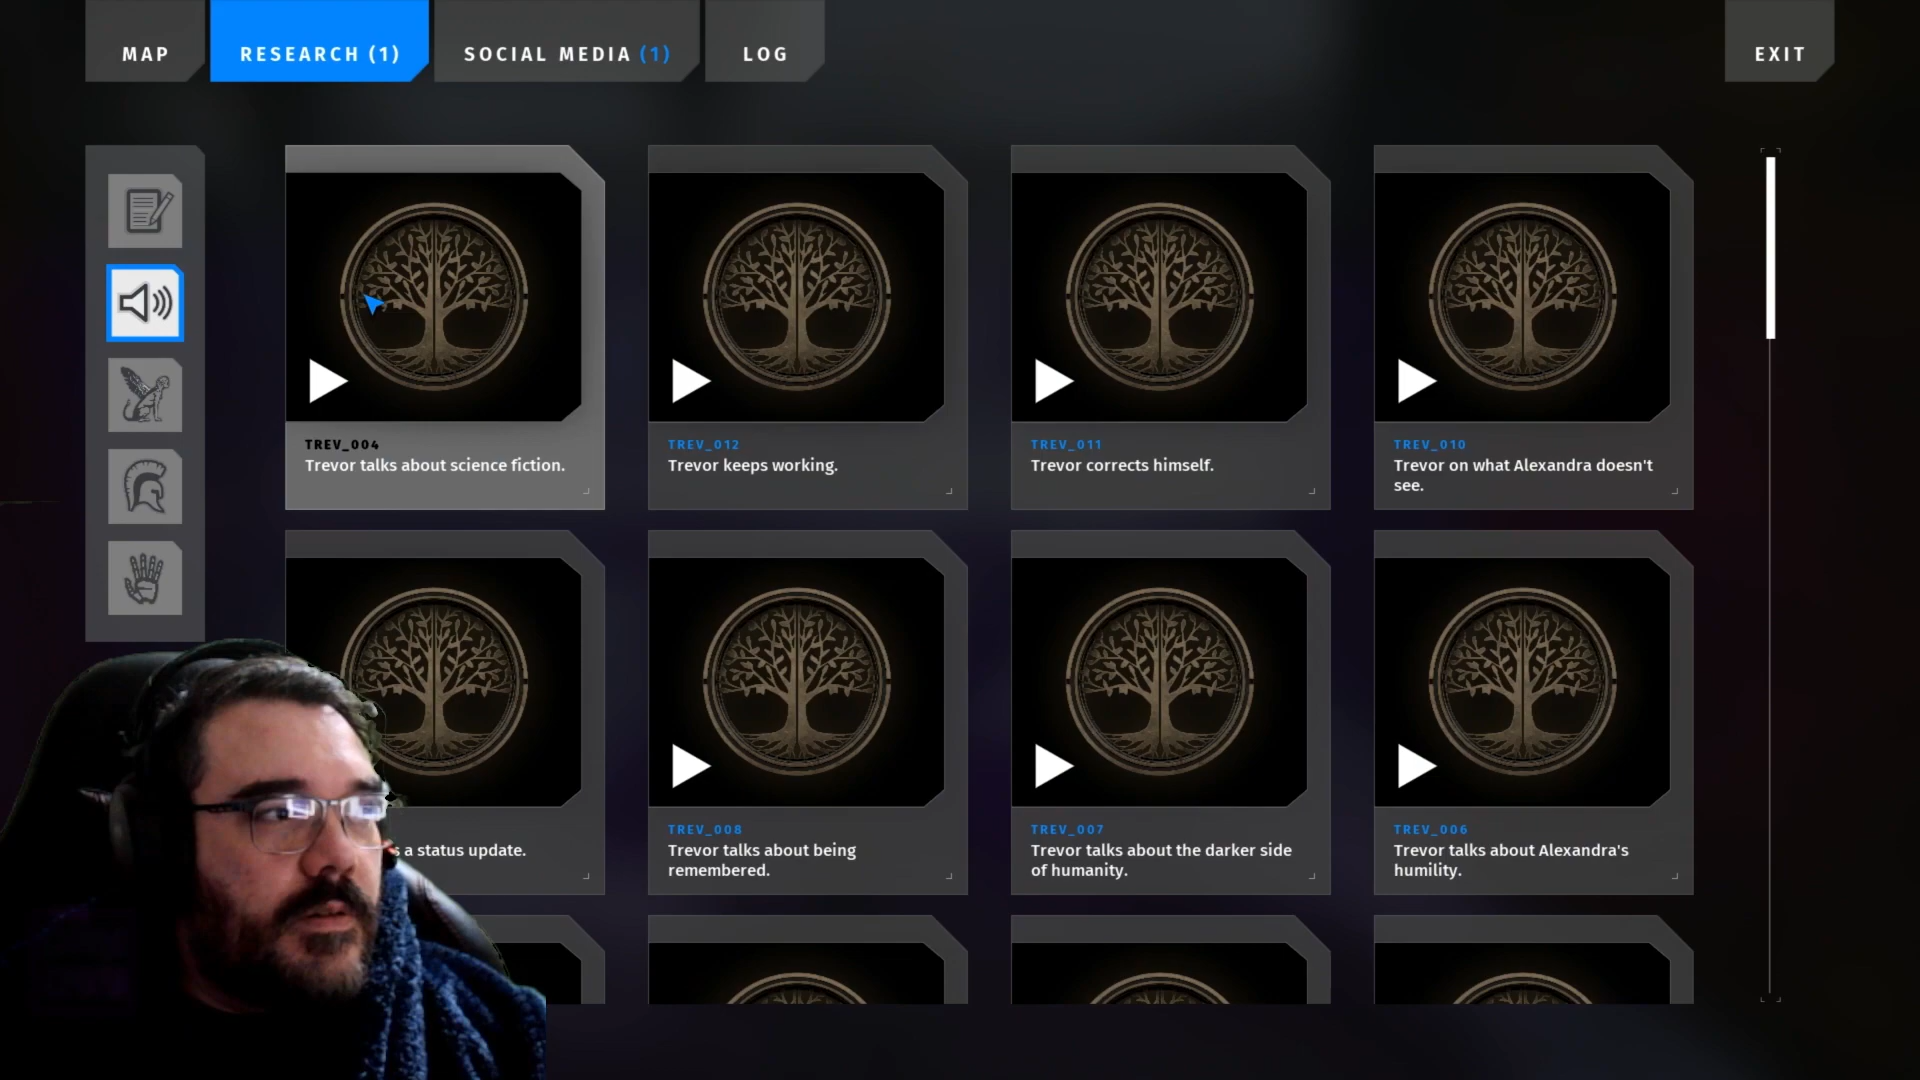 MAP
RESEARCH (1)
SOCIAL MEDIA (1)
LOG
EXIT
TREV_004
Trevor talks about science fiction.
TREV_012
Trevor keeps working.
TREV_011
Trevor corrects himself.
TREV_010
Trevor on what Alexandra doesn't
see.
a status update.
TREV_008
Trevor talks about being
remembered.
TREV_007
Trevor talks about the darker side
of humanity.
TREV_006
Trevor talks about Alexandra's
humility.